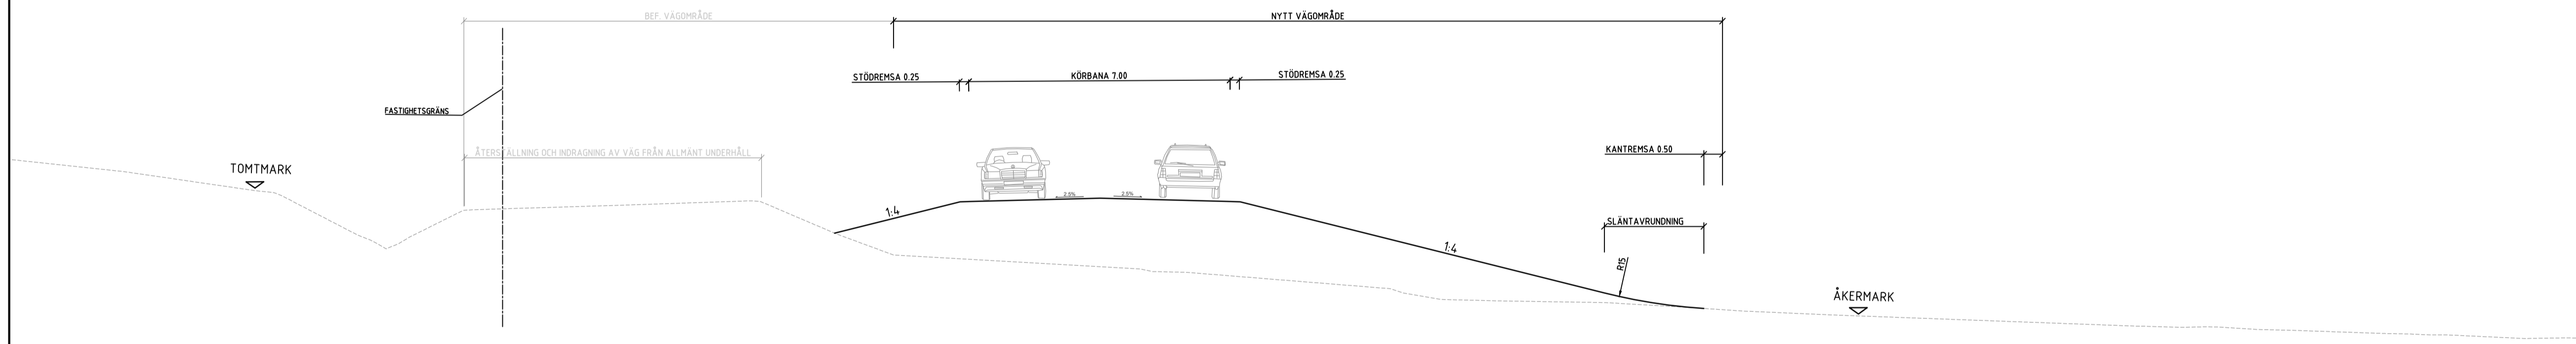 BEF. VÄGOMRÅDE
NYTT VÄGOMRÅDE
STÖDREMSA 0.25
KÖRBANA 7.00
STÖDREMSA 0.25
FASTIGHETSGRÄNS
ÅTERSTÄLLNING OCH INDRAGNING AV VÄG FRÅN ALLMÄNT UNDERHÅLL
KANTREMSA 0.50
TOMTMARK
2.5%
2.5%
1:4
SLÄNTAVRUNDNING
1:4
R15
ÅKERMARK